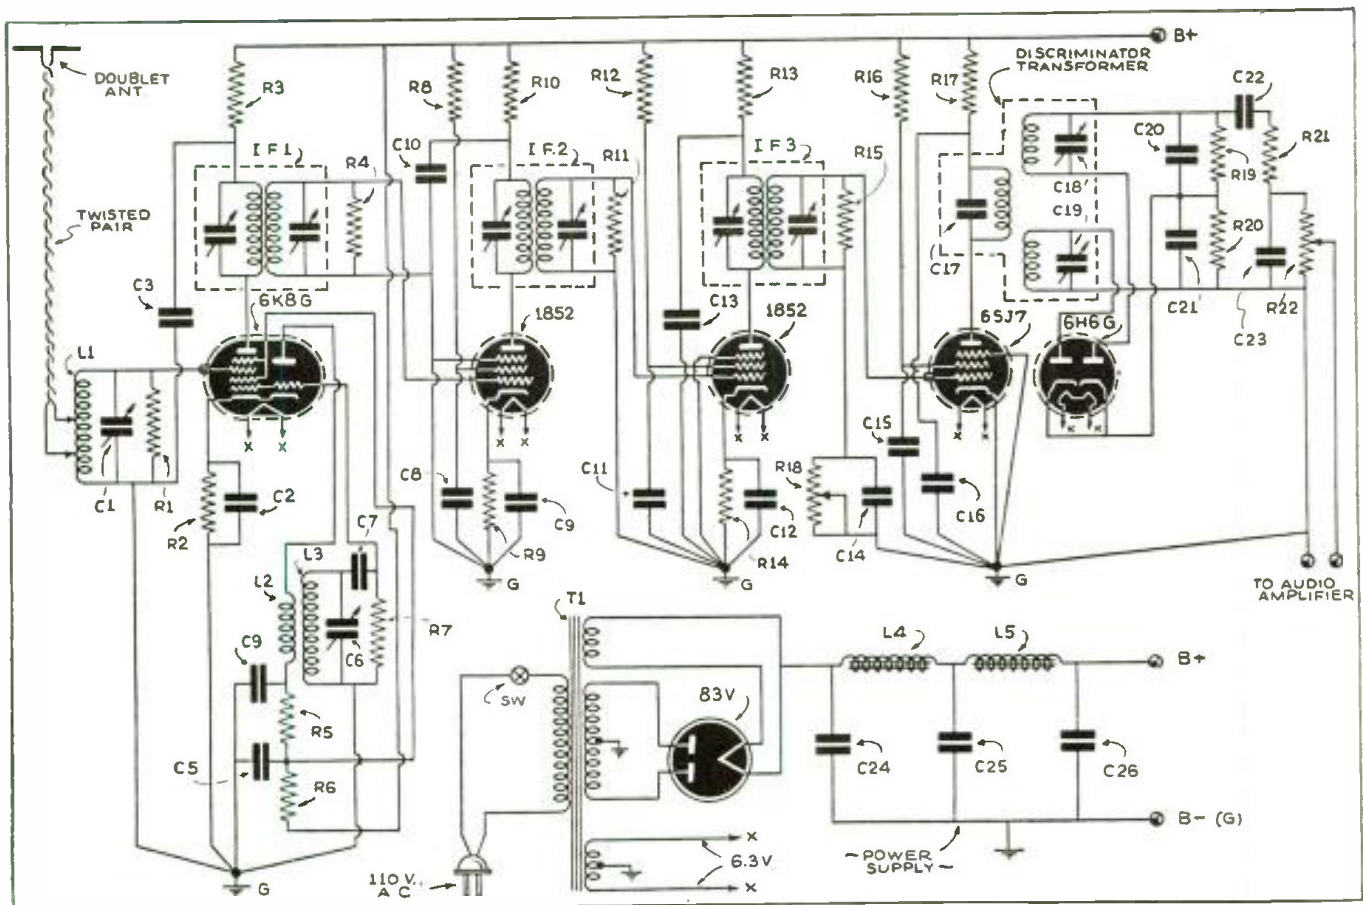 B+
DOUBLET
ANT.
R3
R8
R10
R12
R13
R16
R17
DISCRIMINATOR
TRANSFORMER
C22
C10
IF1
R4
IF2
R11
IF3
R15
C20
R21
R19
C18
C19
TWISTED
PAIR
R20
C17
C3
6K8G
1852
C13
1852
6SJ7
6H6G
C21
R22
C23
L1
X
X
X
X
X
X
X
X
X
X
C1
R1
R2
C2
C8
C9
C11
C12
R18
C14
C15
C16
C7
R9
R14
L3
L2
G
G
G
TO AUDIO
AMPLIFIER
T1
R7
C6
C9
L4
L5
B+
SW
83V
R5
C24
C25
C26
C5
R6
B- (G)
X
6.3V
X
-POWER
SUPPLY-
110 V.
A C
G